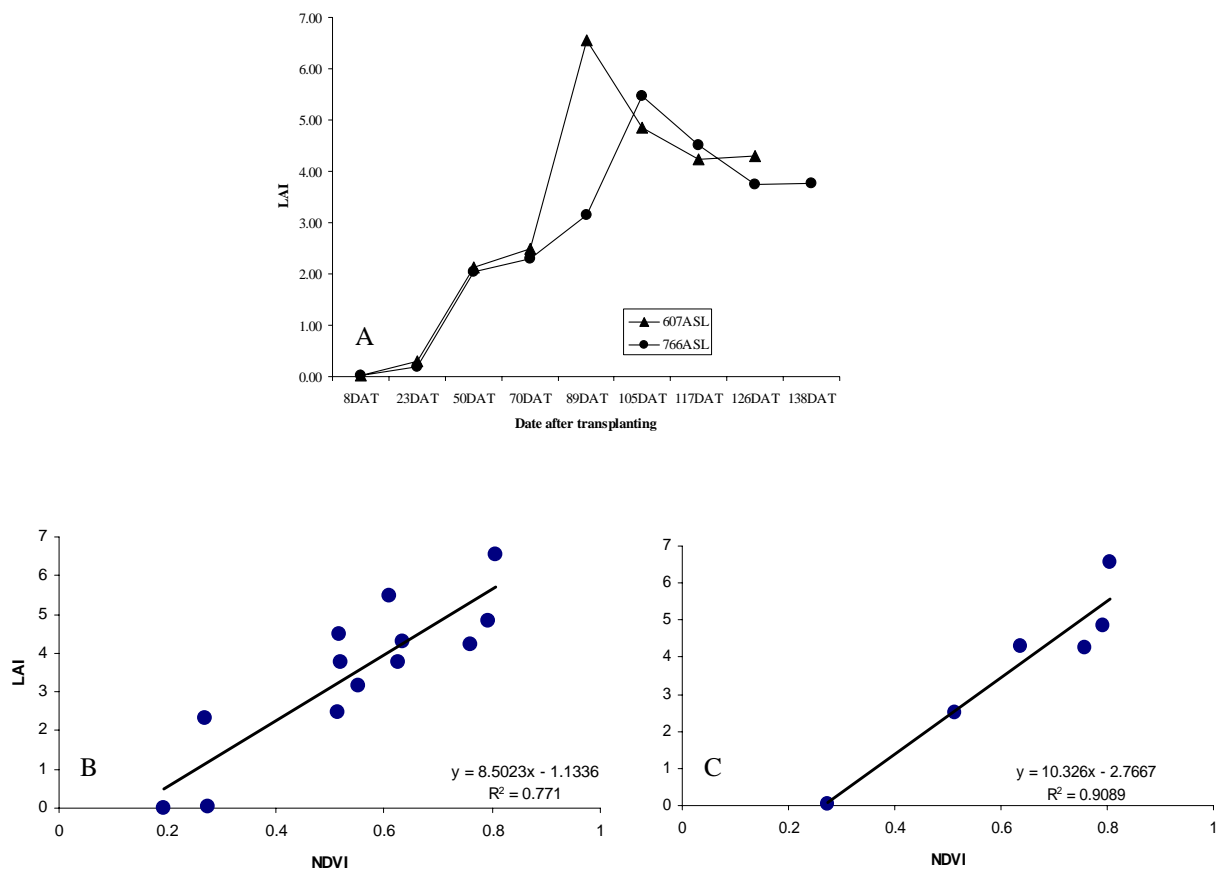 7.00
6.00
5.00
4.00
3.00
2.00
1.00
0.00
LAI
A
607ASL
766ASL
8DAT 23DAT 50DAT 70DAT 89DAT 105DAT 117DAT 126DAT 138DAT
Date after transplanting
7
6
5
4
3
2
1
0
LAI
B
y = 8.5023x - 1.1336
R² = 0.771
0 0.2 0.4 0.6 0.8 1
NDVI
7
6
5
4
3
2
1
0
C
y = 10.326x - 2.7667
R² = 0.9089
0 0.2 0.4 0.6 0.8 1
NDVI